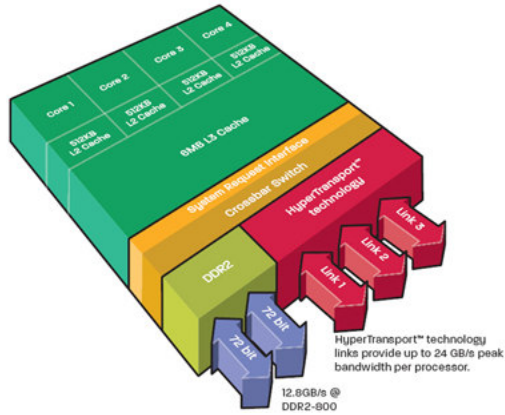 Core 1
Core 2
Core 3
Core 4
512KB
L2 Cache
512KB
L2 Cache
512KB
L2 Cache
512KB
L2 Cache
6MB L3 Cache
System Request Interface
Crossbar Switch
DDR2
HyperTransport™
technology
Link 1
Link 2
Link 3
72 bit
72 bit
HyperTransport™ technology
links provide up to 24 GB/s peak
bandwidth per processor.
12.8GB/s @
DDR2-800